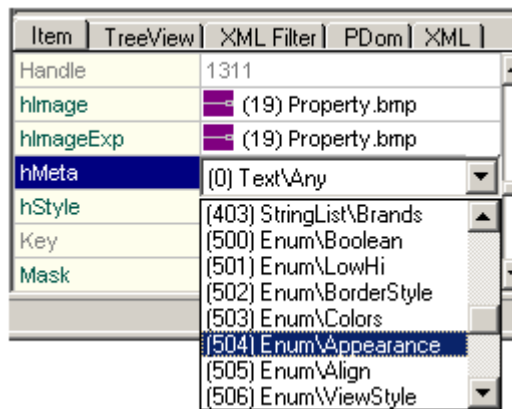 Item TreeView XML Filter PDom XML
Handle 1311
hImage (19) Property.bmp
hImageExp (19) Property.bmp
hMeta (0) Text\Any
hStyle (403) StringList\Brands
(500) Enum\Boolean
Key (501) Enum\LowHi
Mask (502) Enum\BorderStyle
(503) Enum\Colors
(504) Enum\Appearance
(505) Enum\Align
(506) Enum\ViewStyle